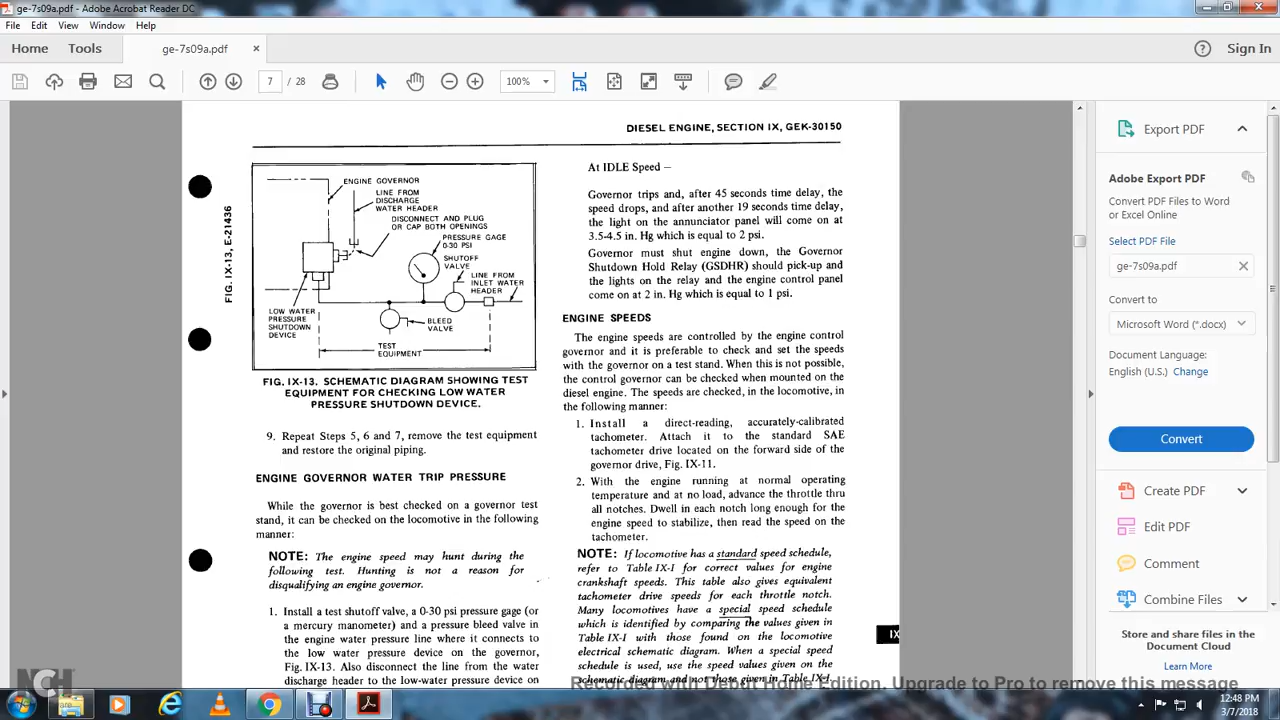 ge-7s09a.pdf - Adobe Acrobat Reader DC
File Edit View Window Help
Home Tools ge-7s09a.pdf × Sign In
7 / 28 100%
DIESEL ENGINE, SECTION IX, GEK-30150
FIG. IX-13, E-21436
ENGINE GOVERNOR
LINE FROM
DISCHARGE
WATER HEADER
DISCONNECT AND PLUG
OR CAP BOTH OPENINGS
PRESSURE GAGE
0-30 PSI
SHUTOFF
VALVE
LINE FROM
INLET WATER
HEADER
LOW WATER
PRESSURE
SHUTDOWN
DEVICE
BLEED
VALVE
TEST
EQUIPMENT
FIG. IX-13. SCHEMATIC DIAGRAM SHOWING TEST
EQUIPMENT FOR CHECKING LOW WATER
PRESSURE SHUTDOWN DEVICE.
9. Repeat Steps 5, 6 and 7, remove the test equipment
and restore the original piping.
ENGINE GOVERNOR WATER TRIP PRESSURE
While the governor is best checked on a governor test
stand, it can be checked on the locomotive in the following
manner:
NOTE: The engine speed may hunt during the
following test. Hunting is not a reason for
disqualifying an engine governor.
1. Install a test shutoff valve, a 0-30 psi pressure gage (or
a mercury manometer) and a pressure bleed valve in
the engine water pressure line where it connects to
the low water pressure device on the governor,
Fig. IX-13. Also disconnect the line from the water
discharge header to the low-water pressure device on
At IDLE Speed –
Governor trips and, after 45 seconds time delay, the
speed drops, and after another 19 seconds time delay,
the light on the annunciator panel will come on at
3.5-4.5 in. Hg which is equal to 2 psi.
Governor must shut engine down, the Governor
Shutdown Hold Relay (GSDHR) should pick-up and
the lights on the relay and the engine control panel
come on at 2 in. Hg which is equal to 1 psi.
ENGINE SPEEDS
The engine speeds are controlled by the engine control
governor and it is preferable to check and set the speeds
with the governor on a test stand. When this is not possible,
the control governor can be checked when mounted on the
diesel engine. The speeds are checked, in the locomotive, in
the following manner:
1. Install a direct-reading, accurately-calibrated
tachometer. Attach it to the standard SAE
tachometer drive located on the forward side of the
governor drive, Fig. IX-11.
2. With the engine running at normal operating
temperature and at no load, advance the throttle thru
all notches. Dwell in each notch long enough for the
engine speed to stabilize, then read the speed on the
tachometer.
NOTE: If locomotive has a standard speed schedule,
refer to Table IX-I for correct values for engine
crankshaft speeds. This table also gives equivalent
tachometer drive speeds for each throttle notch.
Many locomotives have a special speed schedule
which is identified by comparing the values given in
Table IX-I with those found on the locomotive
electrical schematic diagram. When a special speed
schedule is used, use the speed values given on the
schematic diagram and not those given in Table IX-I.
IX
Export PDF
Adobe Export PDF
Convert PDF Files to Word
or Excel Online
Select PDF File
ge-7s09a.pdf
Convert to
Microsoft Word (*.docx)
Document Language:
English (U.S.) Change
Convert
Create PDF
Edit PDF
Comment
Combine Files
Store and share files in the
Document Cloud
Learn More
NCH
Recorded with Debut Home Edition. Upgrade to Pro to remove this message
12:48 PM
3/7/2018